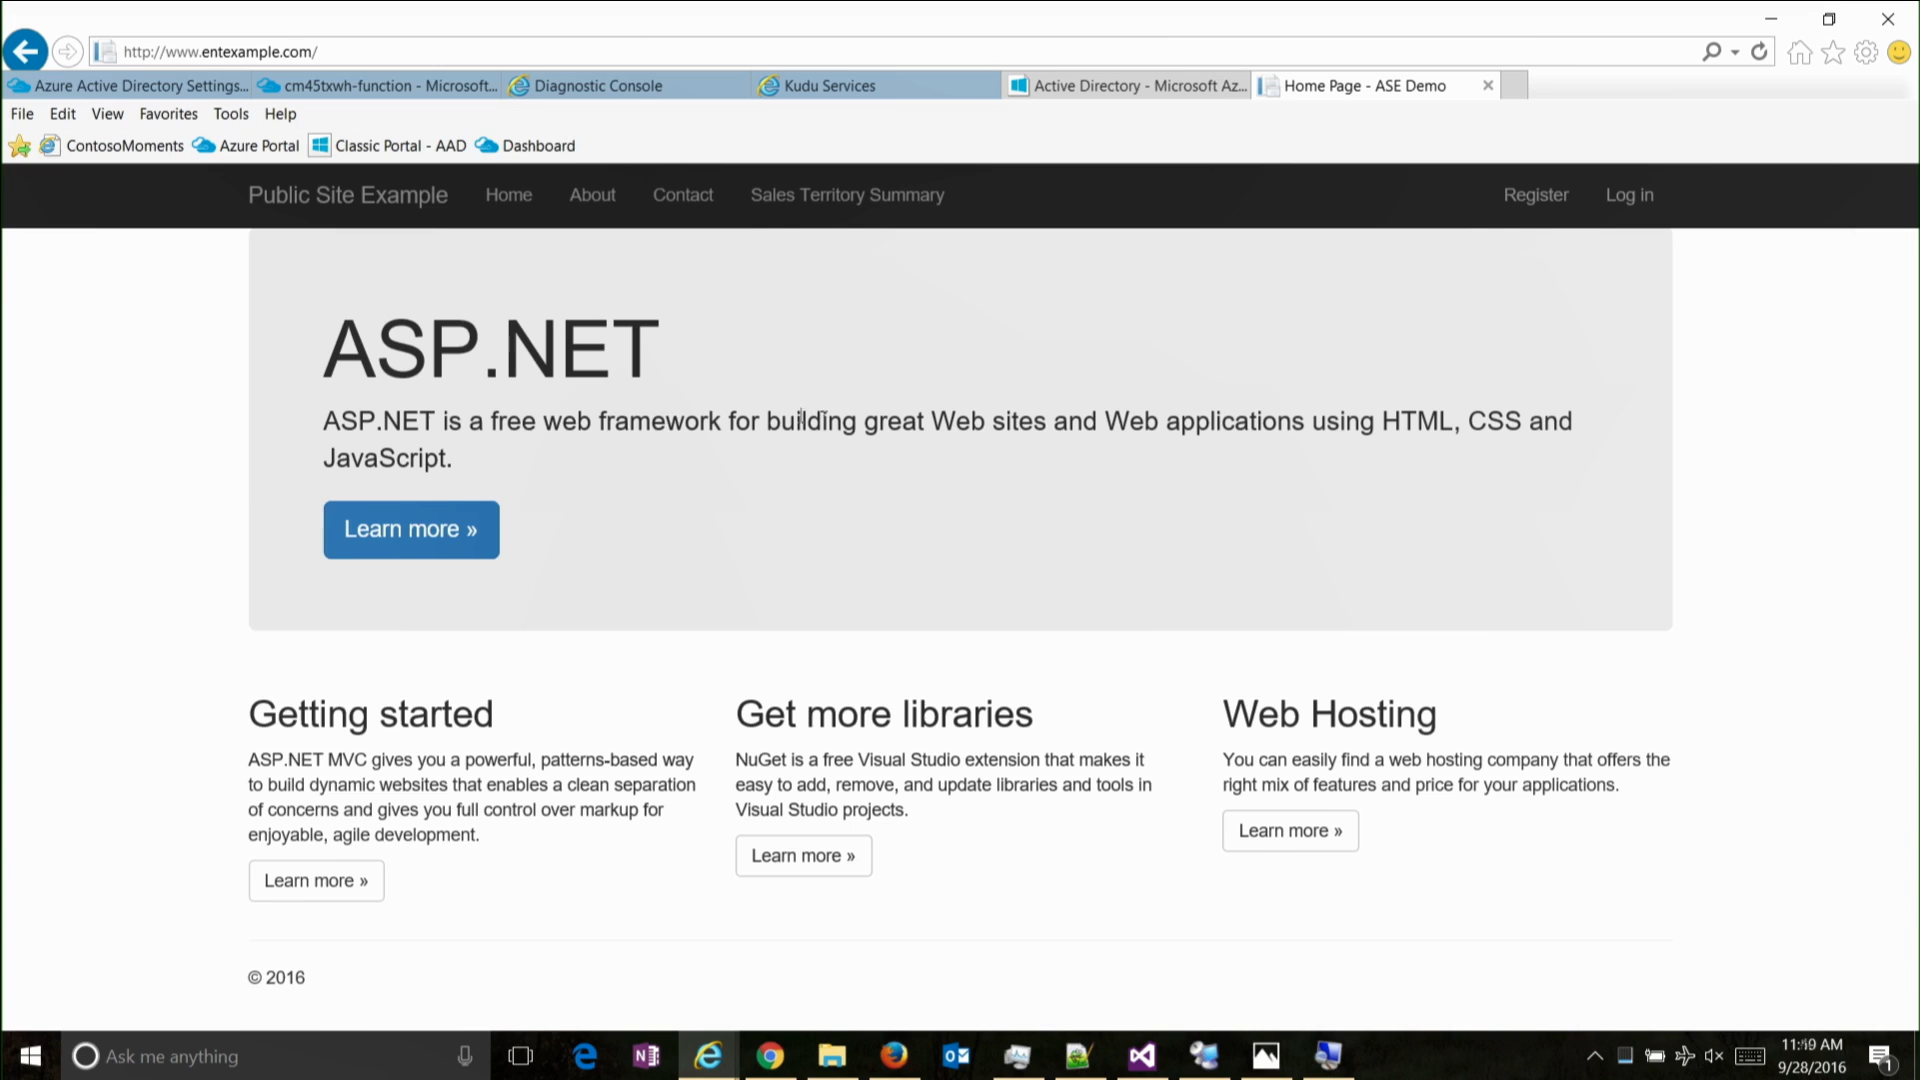 http://www.entexample.com/
Azure Active Directory Settings... cm45txwh-function - Microsoft... Diagnostic Console Kudu Services Active Directory - Microsoft Az... Home Page - ASE Demo
File Edit View Favorites Tools Help
ContosoMoments Azure Portal Classic Portal - AAD Dashboard
Public Site Example Home About Contact Sales Territory Summary Register Log in
ASP.NET
ASP.NET is a free web framework for building great Web sites and Web applications using HTML, CSS and
JavaScript.
Learn more »
Getting started
ASP.NET MVC gives you a powerful, patterns-based way
to build dynamic websites that enables a clean separation
of concerns and gives you full control over markup for
enjoyable, agile development.
Learn more »
Get more libraries
NuGet is a free Visual Studio extension that makes it
easy to add, remove, and update libraries and tools in
Visual Studio projects.
Learn more »
Web Hosting
You can easily find a web hosting company that offers the
right mix of features and price for your applications.
Learn more »
© 2016
Ask me anything
11:49 AM
9/28/2016
1